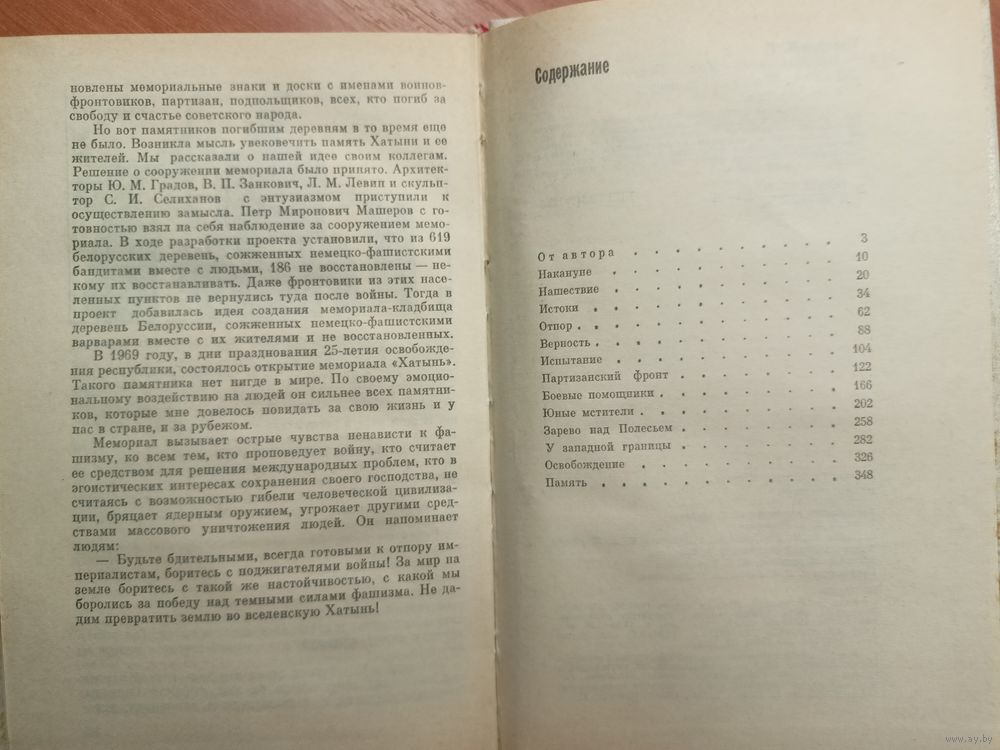 новлены мемориальные знаки и доски с именами воинов-
фронтовиков, партизан, подпольщиков, всех, кто погиб за
свободу и счастье советского народа.
Но вот памятников погибшим деревням в то время еще
не было. Возникла мысль увековечить память Хатыни и ее
жителей. Мы рассказали о нашей идее своим коллегам.
Решение о сооружении мемориала было принято. Архитек-
торы Ю. М. Градов, В. П. Занкович, Л. М. Левин и скульп-
тор С. И. Селиханов с энтузиазмом приступили к
осуществлению замысла. Петр Миронович Машеров с го-
товностью взял на себя наблюдение за сооружением мемо-
риала. В ходе разработки проекта установили, что из 619
белорусских деревень, сожженных немецко-фашистскими
бандитами вместе с людьми, 186 не восстановлены — не-
кому их восстанавливать. Даже фронтовики из этих насе-
ленных пунктов не вернулись туда после войны. Тогда в
проект добавилась идея создания мемориала-кладбища
деревень Белоруссии, сожженных немецко-фашистскими
варварами вместе с их жителями и не восстановленных.
В 1969 году, в дни празднования 25-летия освобожде-
ния республики, состоялось открытие мемориала «Хатынь».
Такого памятника нет нигде в мире. По своему эмоцио-
нальному воздействию на людей он сильнее всех памятни-
ков, которые мне довелось повидать за свою жизнь и у
нас в стране, и за рубежом.
Мемориал вызывает острые чувства ненависти к фа-
шизму, ко всем тем, кто проповедует войну, кто считает
ее средством для решения международных проблем, кто в
эгоистических интересах сохранения своего господства, не
считаясь с возможностью гибели человеческой цивилиза-
ции, бряцает ядерным оружием, угрожает другими сред-
ствами массового уничтожения людей. Он напоминает
людям:
— Будьте бдительными, всегда готовыми к отпору им-
периалистам, боритесь с поджигателями войны! За мир на
земле боритесь с такой же настойчивостью, с какой мы
боролись за победу над темными силами фашизма. Не да-
дим превратить землю во вселенскую Хатынь!
Содержание
От автора . . . . . . . 3
Накануне . . . . . . . 10
Нашествие . . . . . . . 20
Истоки . . . . . . . 34
Отпор . . . . . . . 62
Верность . . . . . . . 88
Испытание . . . . . . . 104
Партизанский фронт . . . . . . 122
Боевые помощники . . . . . . 166
Юные мстители . . . . . . 202
Зарево над Полесьем . . . . . . 258
У западной границы . . . . . . 282
Освобождение . . . . . . 326
Память . . . . . . . 348
www.ay.by